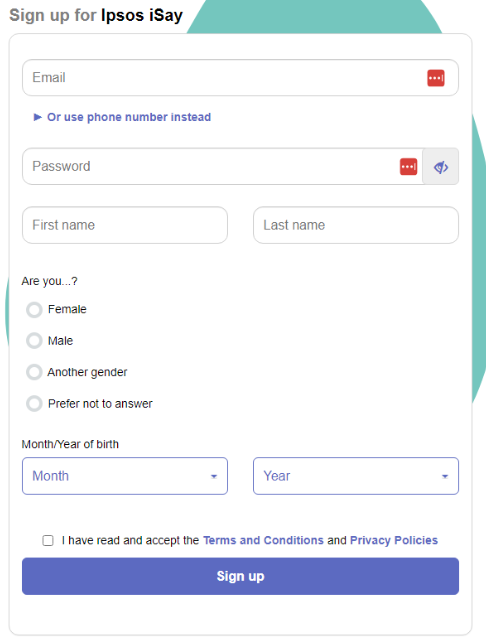 Sign up for Ipsos iSay
Email
► Or use phone number instead
Password
First name Last name
Are you...?
Female
Male
Another gender
Prefer not to answer
Month/Year of birth
Month Year
I have read and accept the Terms and Conditions and Privacy Policies
Sign up